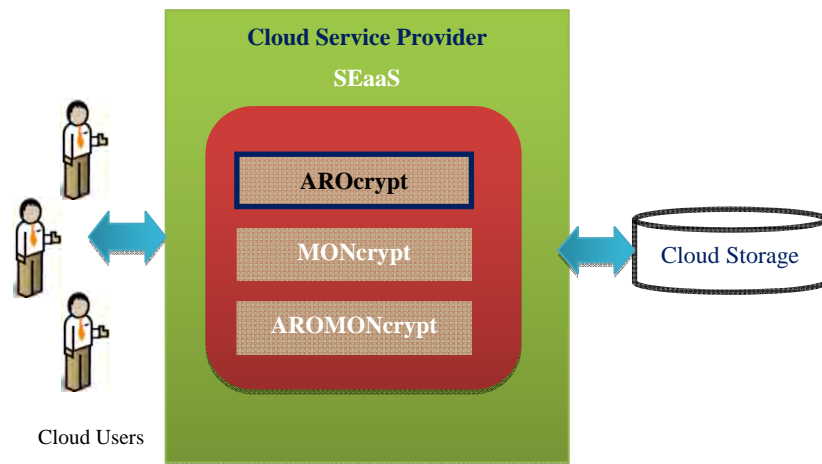 Cloud Service Provider
SEaaS
AROcrypt
MONcrypt
AROMONcrypt
Cloud Storage
Cloud Users